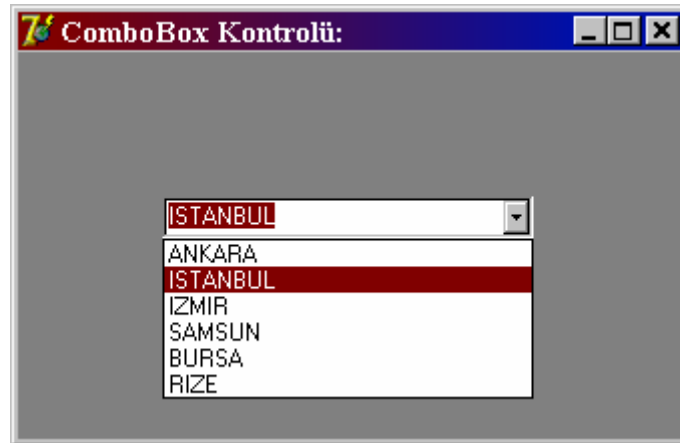 ComboBox Kontrolü:
ISTANBUL
ANKARA
ISTANBUL
IZMIR
SAMSUN
BURSA
RIZE